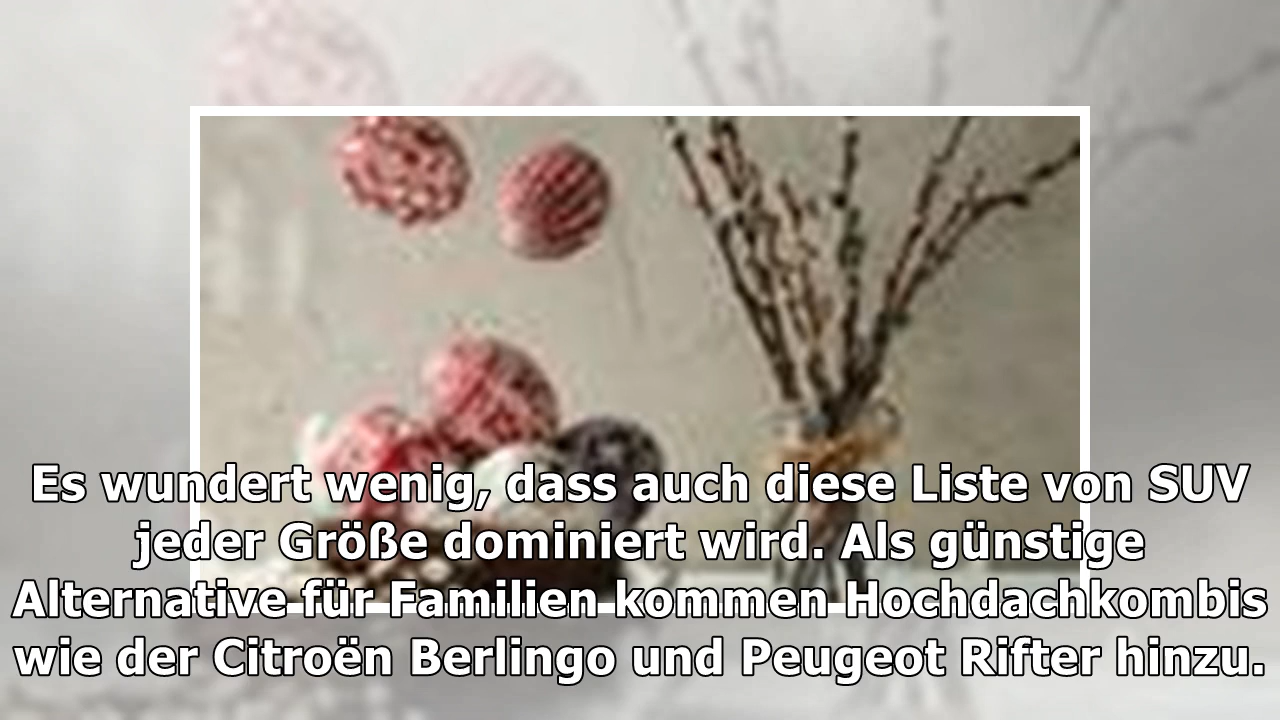 Es wundert wenig, dass auch diese Liste von SUV
jeder Größe dominiert wird. Als günstige
Alternative für Familien kommen Hochdachkombis
wie der Citroën Berlingo und Peugeot Rifter hinzu.